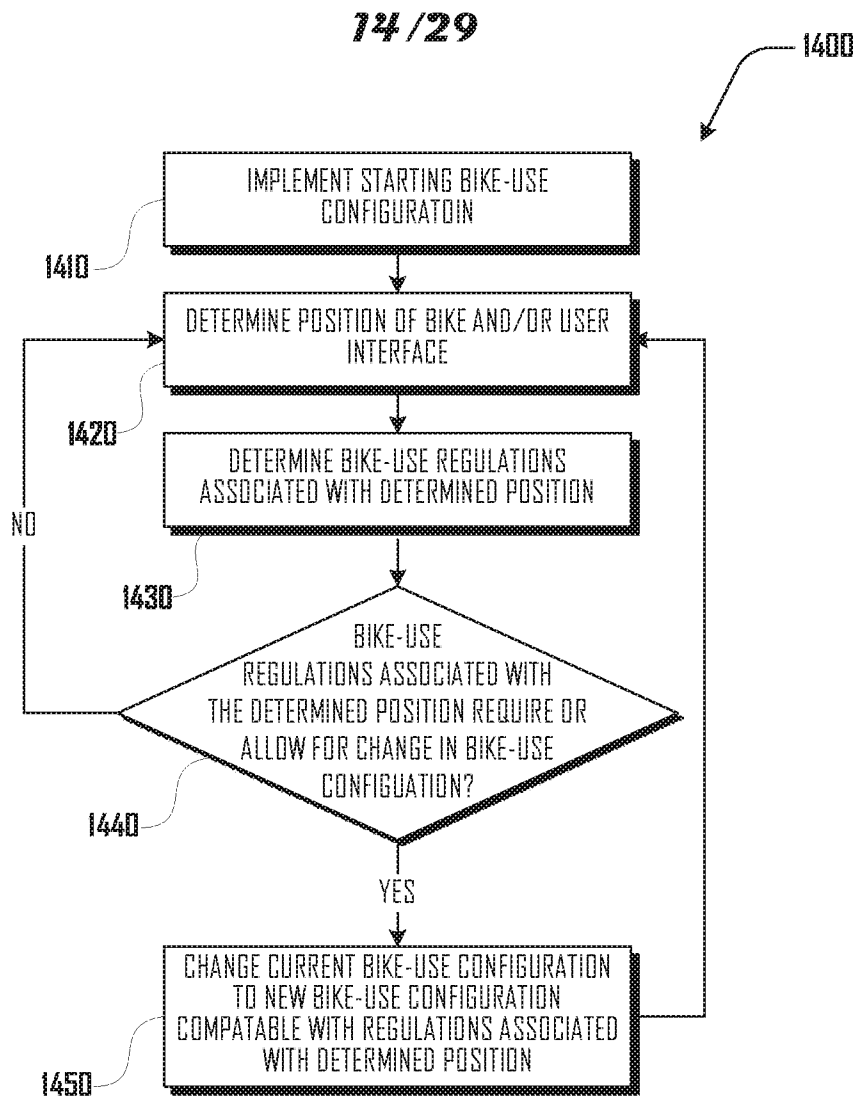 14/29
1400
IMPLEMENT STARTING BIKE-USE
CONFIGURATOIN
1410
DETERMINE POSITION OF BIKE AND/OR USER
INTERFACE
1420
DETERMINE BIKE-USE REGULATIONS
ASSOCIATED WITH DETERMINED POSITION
NO
1430
BIKE-USE
REGULATIONS ASSOCIATED WITH
THE DETERMINED POSITION REQUIRE OR
ALLOW FOR CHANGE IN BIKE-USE
CONFIGUATION?
1440
YES
CHANGE CURRENT BIKE-USE CONFIGURATION
TO NEW BIKE-USE CONFIGURATION
COMPATABLE WITH REGULATIONS ASSOCIATED
WITH DETERMINED POSITION
1450